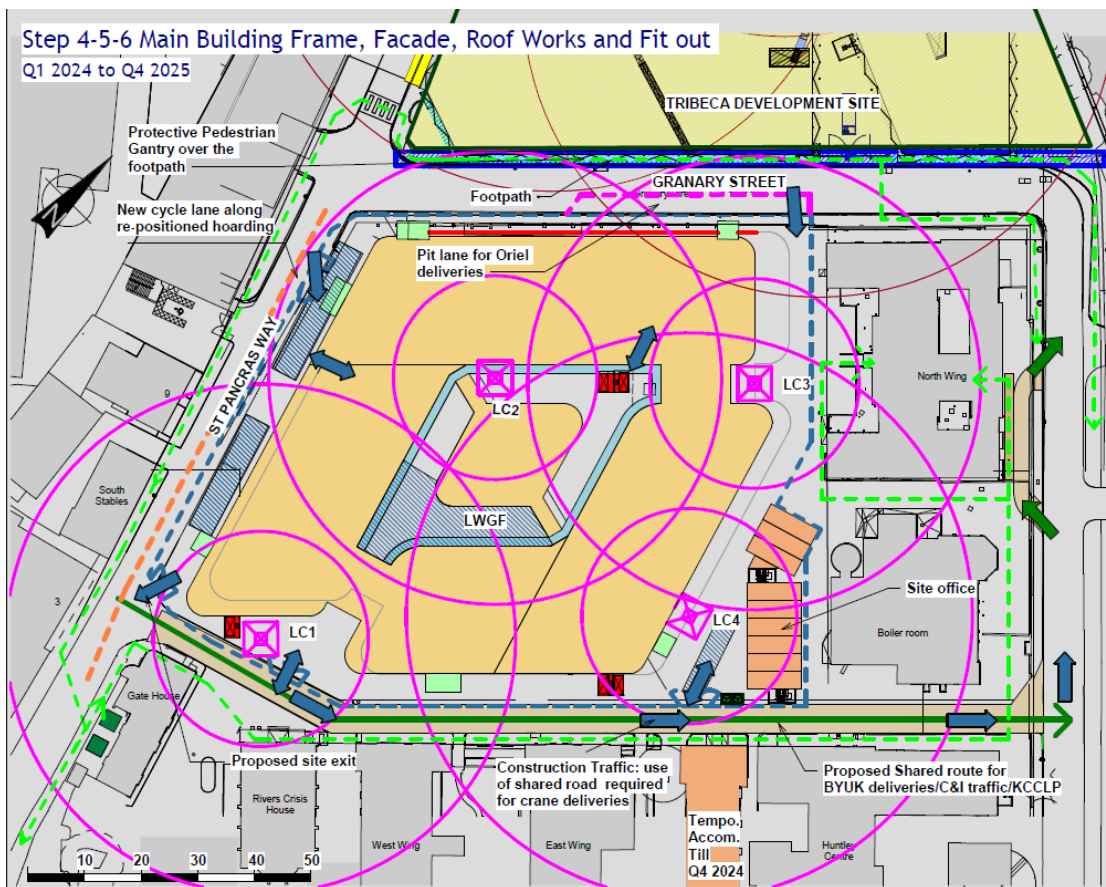 Step 4-5-6 Main Building Frame, Facade, Roof Works and Fit out
Q1 2024 to Q4 2025
TRIBECA DEVELOPMENT SITE
Protective Pedestrian
Gantry over the
footpath
N
Footpath
GRANARY STREET
New cycle lane along
re-positioned hoarding
Pit lane for Oriel
deliveries
ST PANCRAS WAY
9
LC2
LC3
North Wing
South
Stables
LWGF
3
LC1
LC4
Site office
Boiler room
Gate House
Proposed site exit
Construction Traffic: use
of shared road required
for crane deliveries
Proposed Shared route for
BYUK deliveries/C&I traffic/KCCLP
Rivers Crisis
House
West Wing
East Wing
Tempo.
Accom.
Till
Q4 2024
Huntley
Centre
10 20 30 40 50